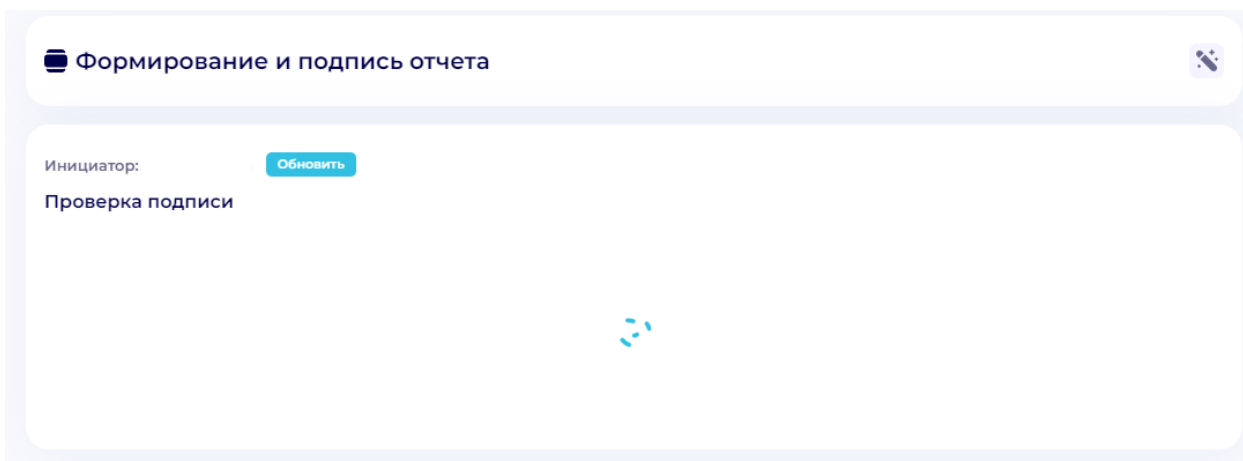 Формирование и подпись отчета
Инициатор:
Обновить
Проверка подписи